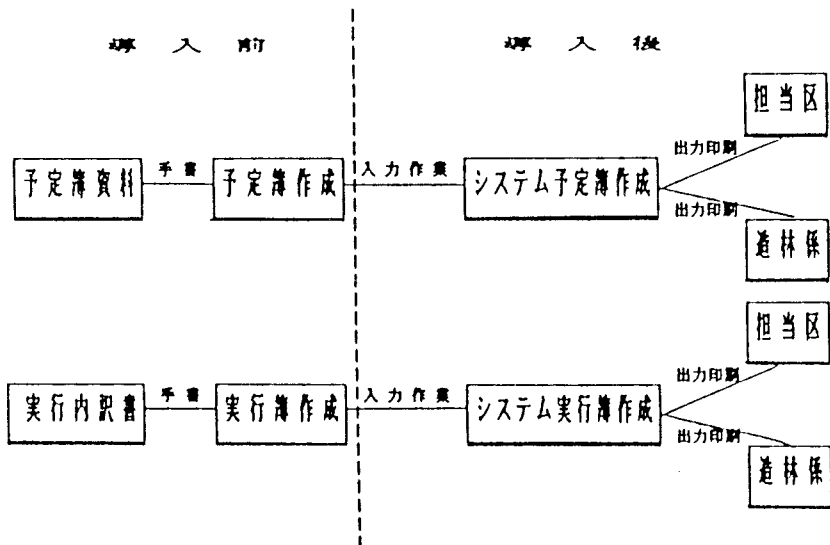 導入前
導入後
担当区
出力印刷
予定簿資料
手書
予定簿作成
入力作業
システム予定簿作成
出力印刷
造林係
担当区
出力印刷
実行内訳書
手書
実行簿作成
入力作業
システム実行簿作成
出力印刷
造林係